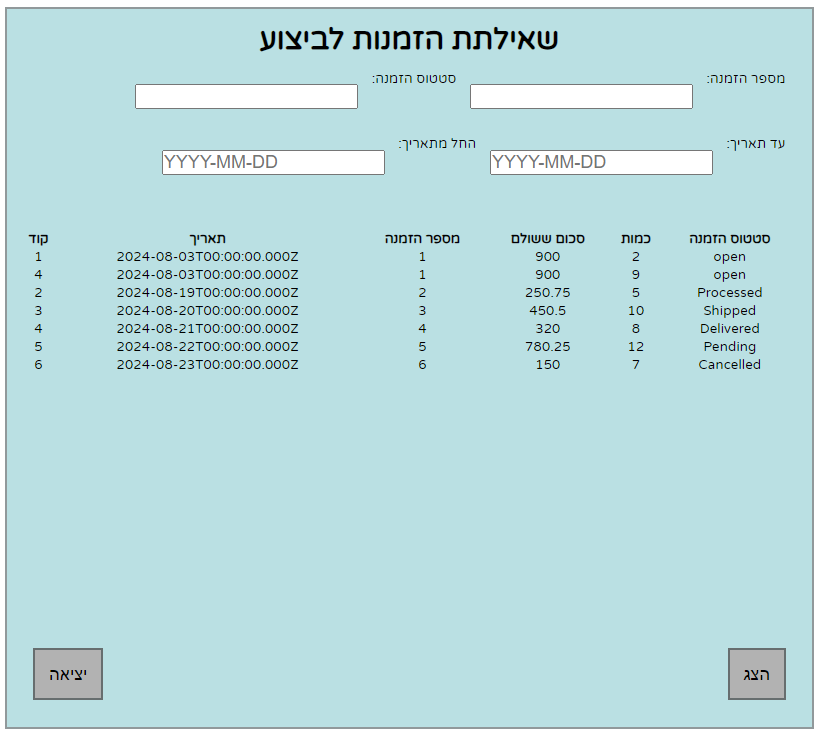 שאילתת הזמנות לביצוע
מספר הזמנה: סטטוס הזמנה:
עד תאריך: YYYY-MM-DD החל מתאריך: YYYY-MM-DD
סטטוס הזמנה כמות סכום ששולם מספר הזמנה תאריך קוד
open 2 900 1 2024-08-03T00:00:00.000Z 1
open 9 900 1 2024-08-03T00:00:00.000Z 4
Processed 5 250.75 2 2024-08-19T00:00:00.000Z 2
Shipped 10 450.5 3 2024-08-20T00:00:00.000Z 3
Delivered 8 320 4 2024-08-21T00:00:00.000Z 4
Pending 12 780.25 5 2024-08-22T00:00:00.000Z 5
Cancelled 7 150 6 2024-08-23T00:00:00.000Z 6
הצג יציאה